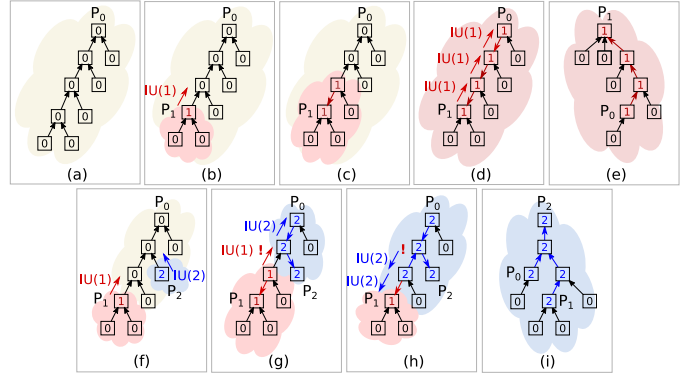 P0
0
0 0
0 0
0 0
0 0
(a)
P0
0
0 0
0 0
IU(1)
P1 1 0
0 0
(b)
P0
0
0 0
1 0
P1 1 0
0 0
(c)
P0
IU(1) 1
IU(1) 1 0
IU(1) 1 0
P1 1 0
0 0
(d)
P1
1
0 0 1
1
P0 1 0
0 0
(e)
P0
0
0 0
IU(1) 0 2 IU(2)
P1 1 0 P2
0 0
(f)
P0
IU(2) 2
IU(1) ! 2 0
1 2
P1 1 0 P2
0 0
(g)
P0
2
IU(2) ! 2 0
IU(2) 2 2
P1 1 0 P2
0 0
(h)
P2
2
2
P0 2 2
2 P1 0
0 0
(i)